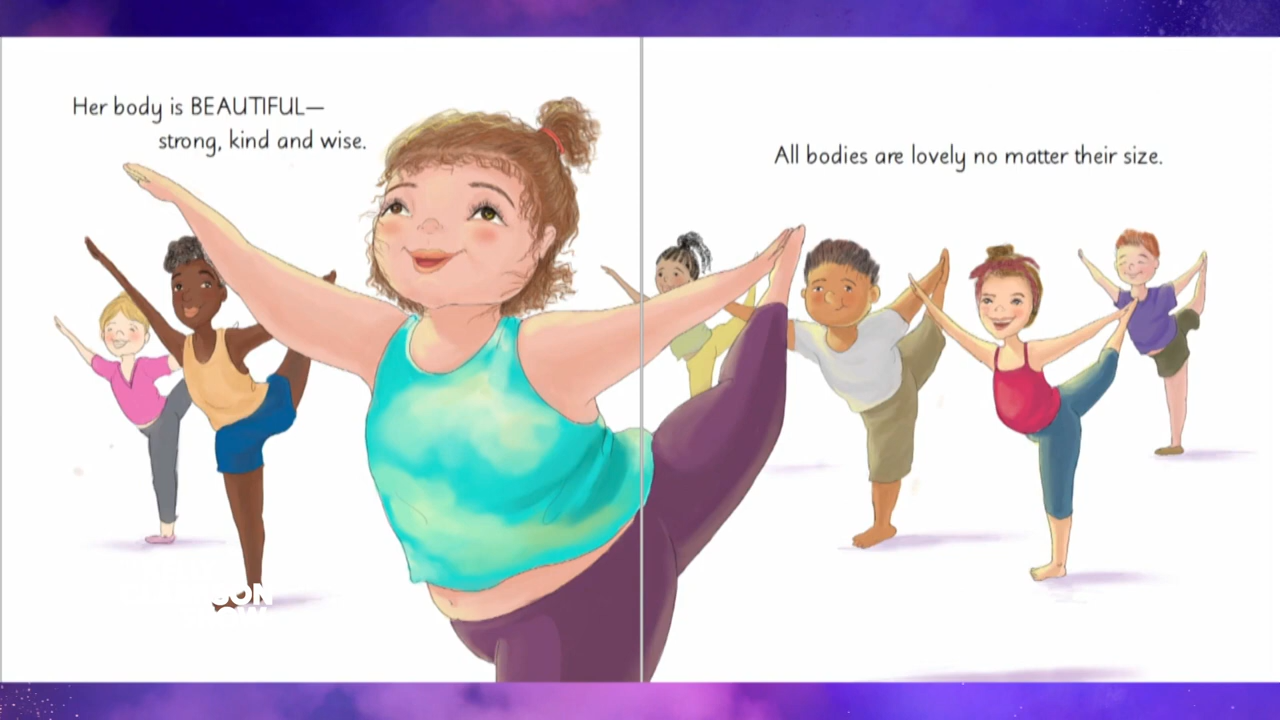 Her body is BEAUTIFUL—
strong, kind and wise.
All bodies are lovely no matter their size.